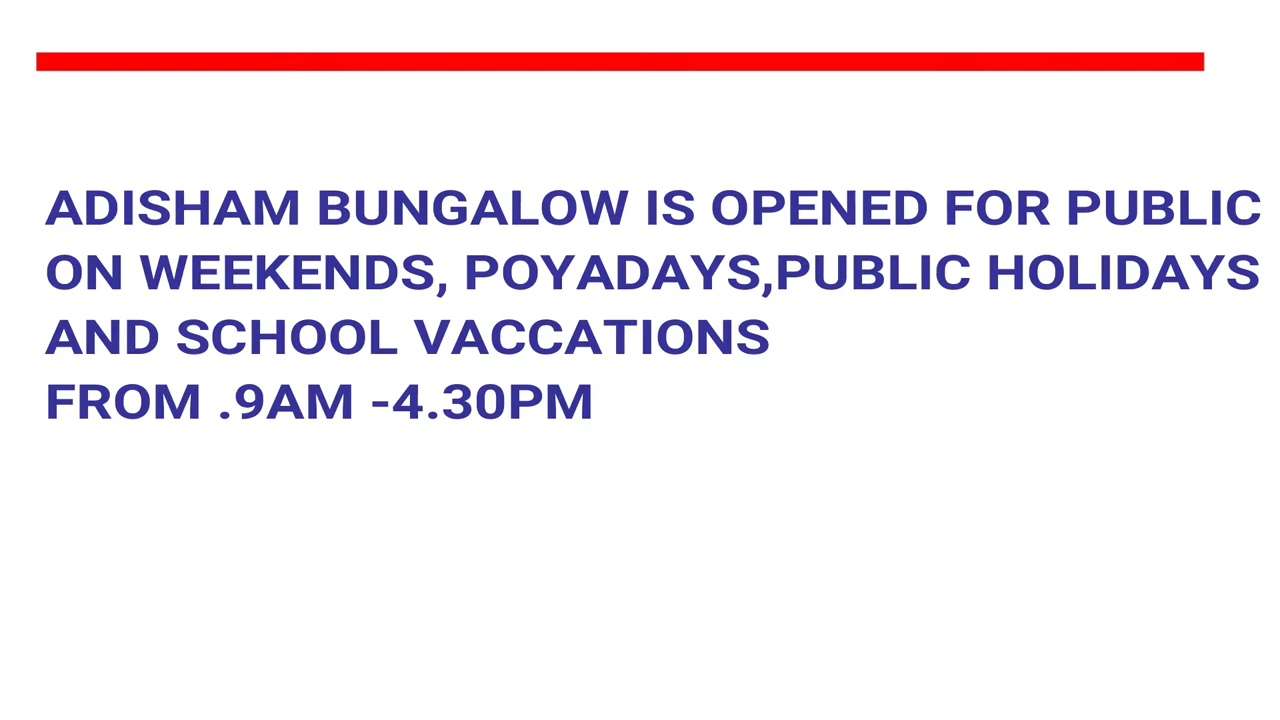 ADISHAM BUNGALOW IS OPENED FOR PUBLIC
ON WEEKENDS, POYADAYS,PUBLIC HOLIDAYS
AND SCHOOL VACCATIONS
FROM .9AM -4.30PM